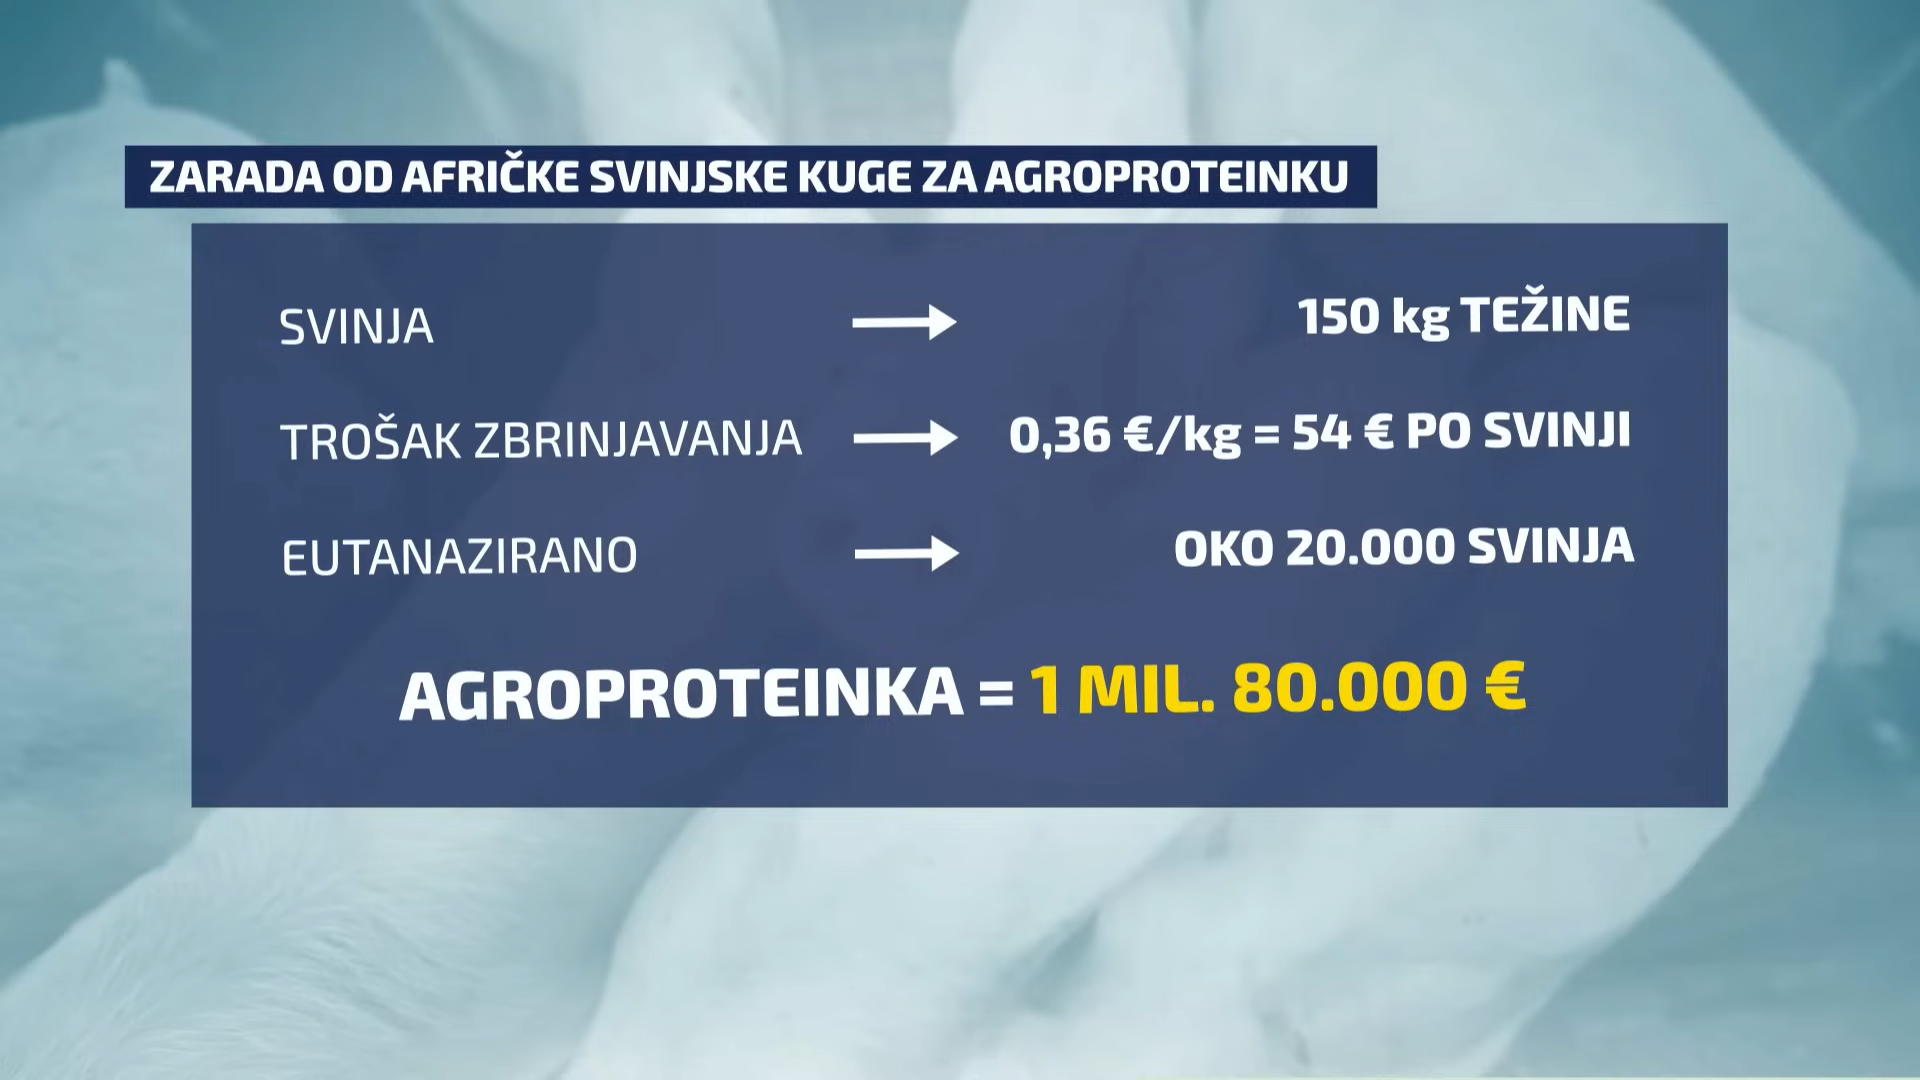 ZARADA OD AFRIČKE SVINJSKE KUGE ZA AGROPROTEINKU
SVINJA → 150 kg TEŽINE
TROŠAK ZBRINJAVANJA → 0,36 €/kg = 54 € PO SVINJI
EUTANAZIRANO → OKO 20.000 SVINJA
AGROPROTEINKA = 1 MIL. 80.000 €